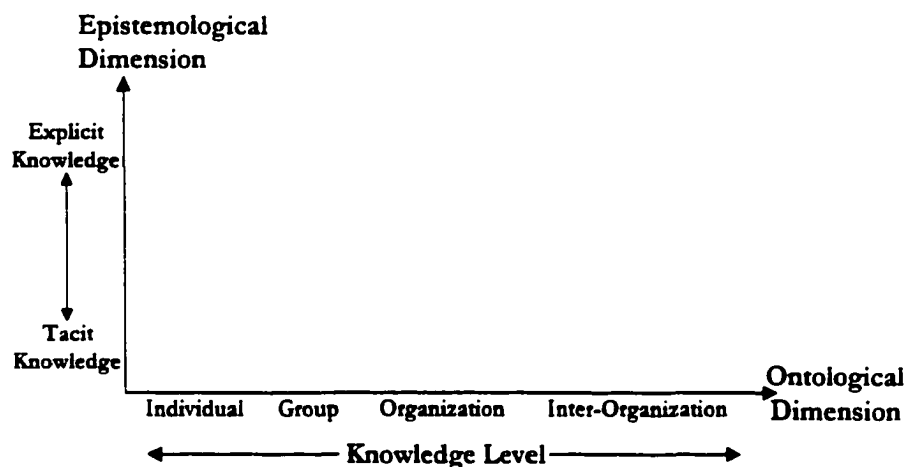 Epistemological
Dimension
Explicit
Knowledge
Tacit
Knowledge
Ontological
Dimension
Individual Group Organization Inter-Organization
Knowledge Level